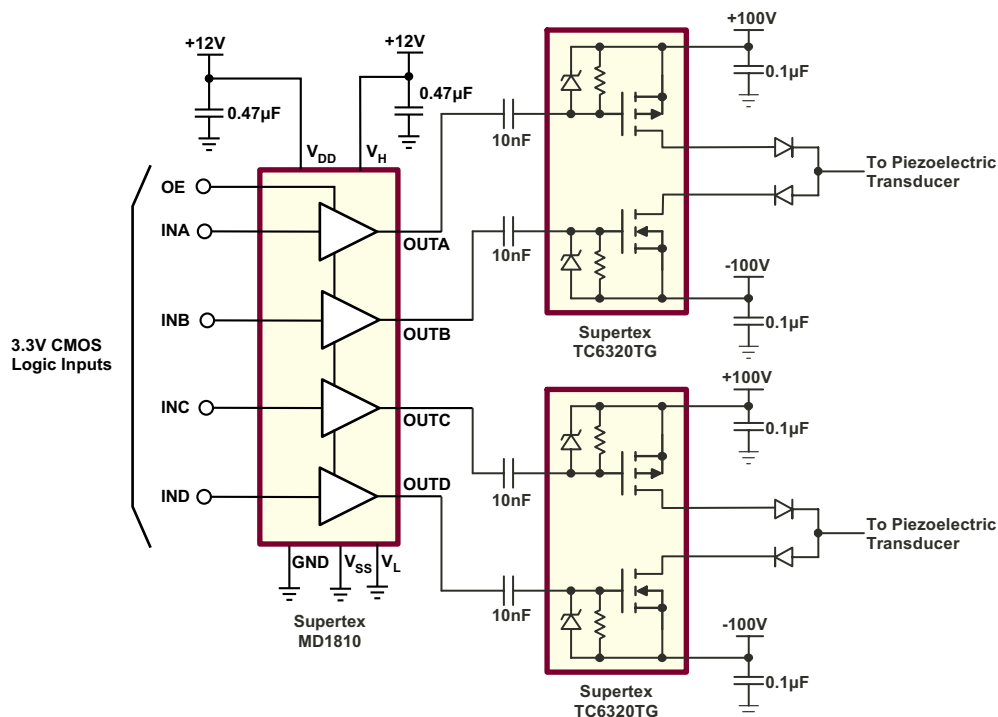 +12V
0.47µF
+12V
0.47µF
VDD
VH
3.3V CMOS
Logic Inputs
OE
INA
INB
INC
IND
OUTA
OUTB
OUTC
OUTD
GND
VSS
VL
Supertex
MD1810
10nF
10nF
+100V
0.1µF
To Piezoelectric
Transducer
-100V
0.1µF
Supertex
TC6320TG
10nF
10nF
+100V
0.1µF
To Piezoelectric
Transducer
-100V
0.1µF
Supertex
TC6320TG